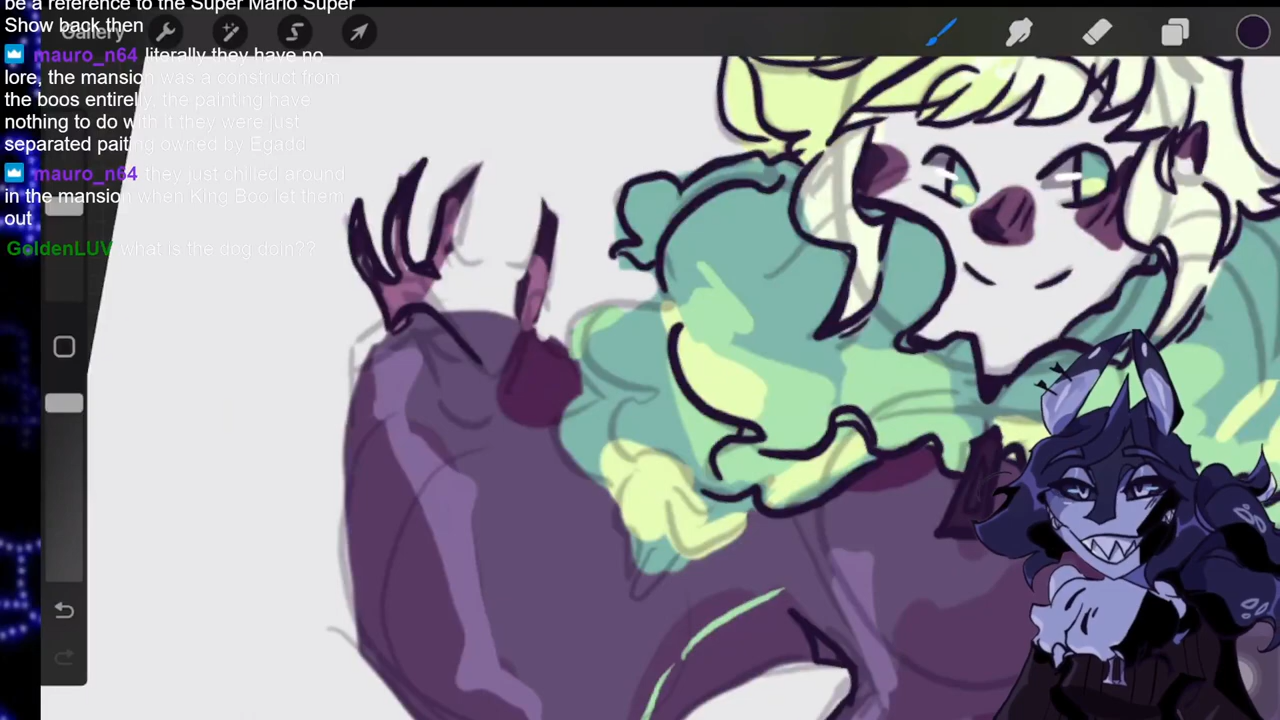 be a reference to the Super Mario Super
Show back then
Gallery
mauro_n64 literally they have no
lore, the mansion was a construct from
the boos entirelly. the painting have
nothing to do with it they were just
separated paiting owned by Egadd
mauro_n64 they just chilled around
in the mansion when King Boo let them
out
GoldenLUV what is the dog doin??